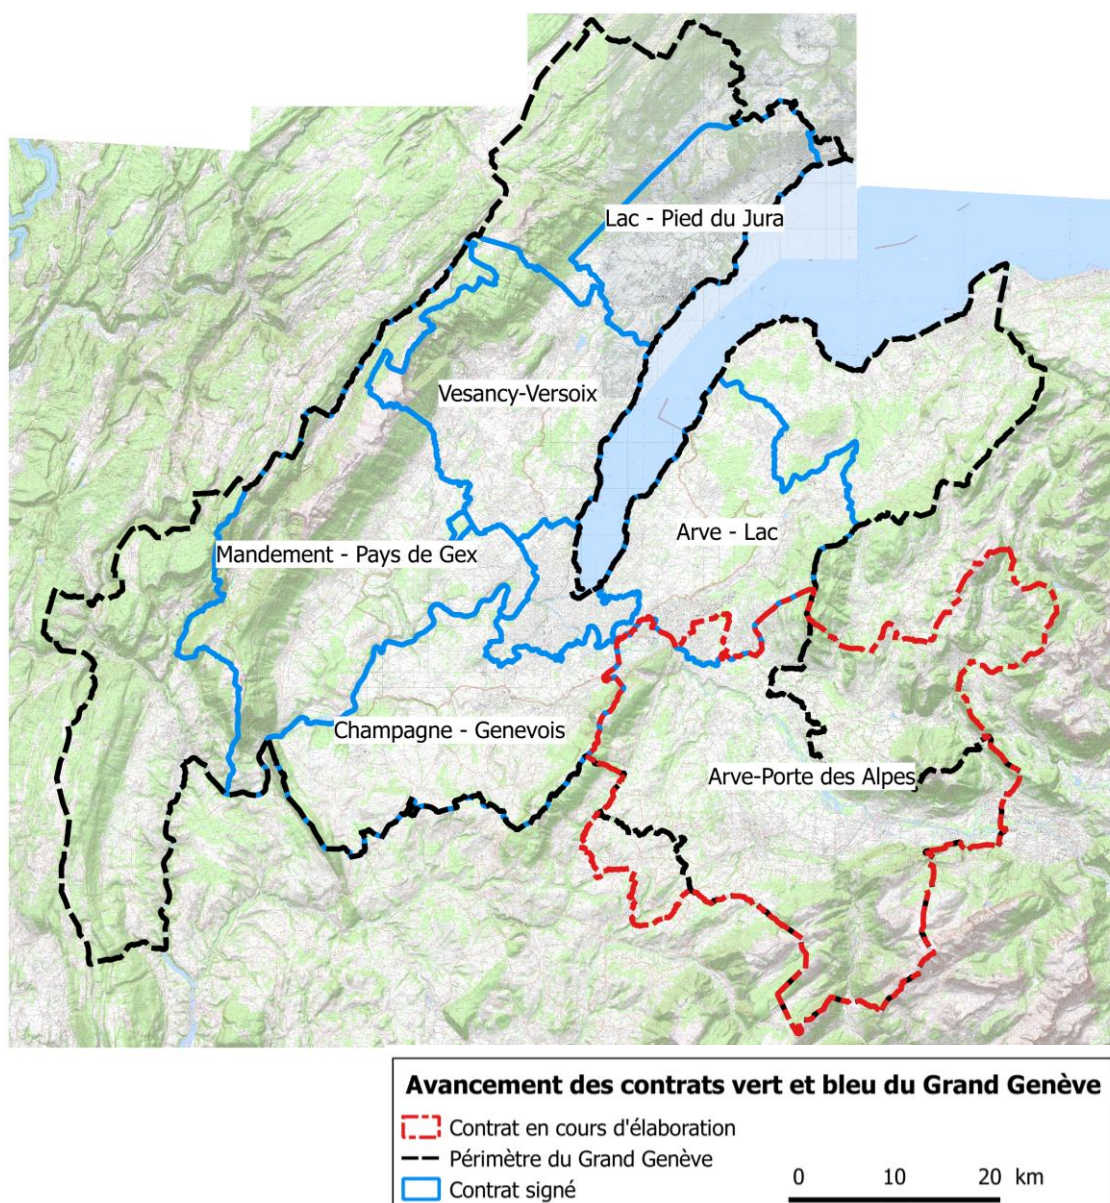 Lac - Pied du Jura
Vesancy-Versoix
Arve - Lac
Mandement - Pays de Gex
Champagne - Genevois
Arve-Porte des Alpes
Avancement des contrats vert et bleu du Grand Genève
Contrat en cours d'élaboration
Périmètre du Grand Genève
Contrat signé
0 10 20 km